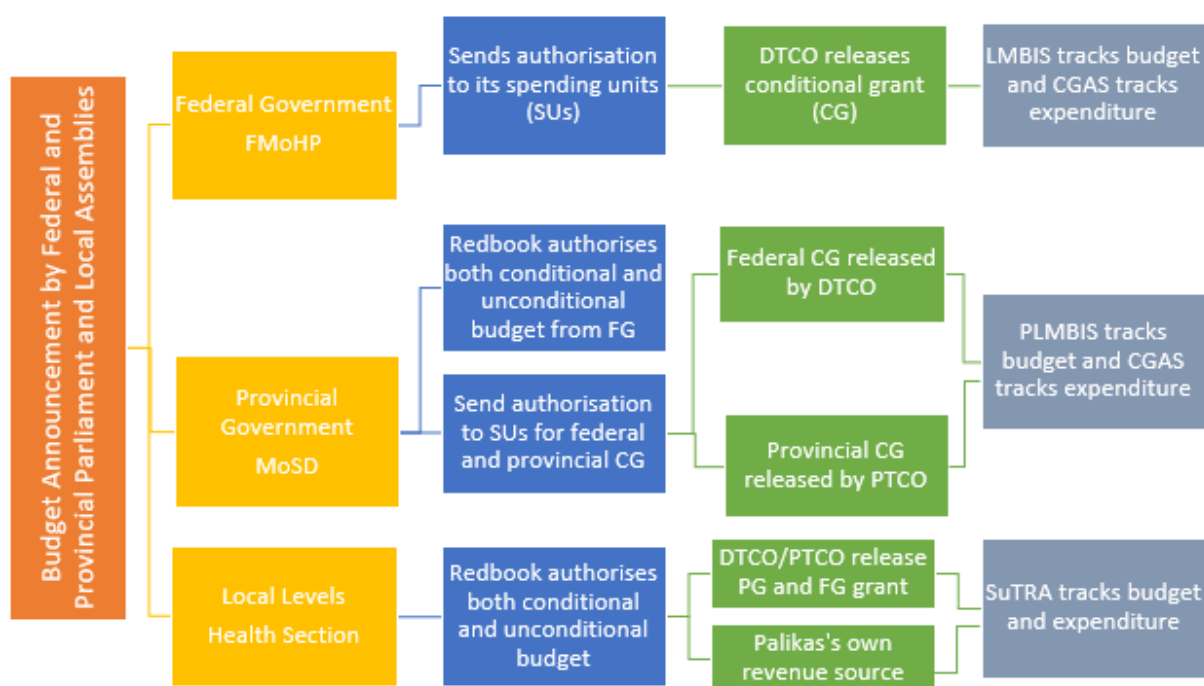 Budget Announcement by Federal and
Provincial Parliament and Local Assemblies
Federal Government
FMoHP
Sends authorisation
to its spending units
(SUs)
DTCO releases
conditional grant
(CG)
LMBIS tracks budget
and CGAS tracks
expenditure
Provincial
Government
MoSD
Redbook authorises
both conditional and
unconditional
budget from FG
Send authorisation
to SUs for federal
and provincial CG
Federal CG released
by DTCO
Provincial CG
released by PTCO
PLMBIS tracks
budget and CGAS
tracks expenditure
Local Levels
Health Section
Redbook authorises
both conditional
and unconditional
budget
DTCO/PTCO release
PG and FG grant
Palikas's own
revenue source
SuTRA tracks budget
and expenditure